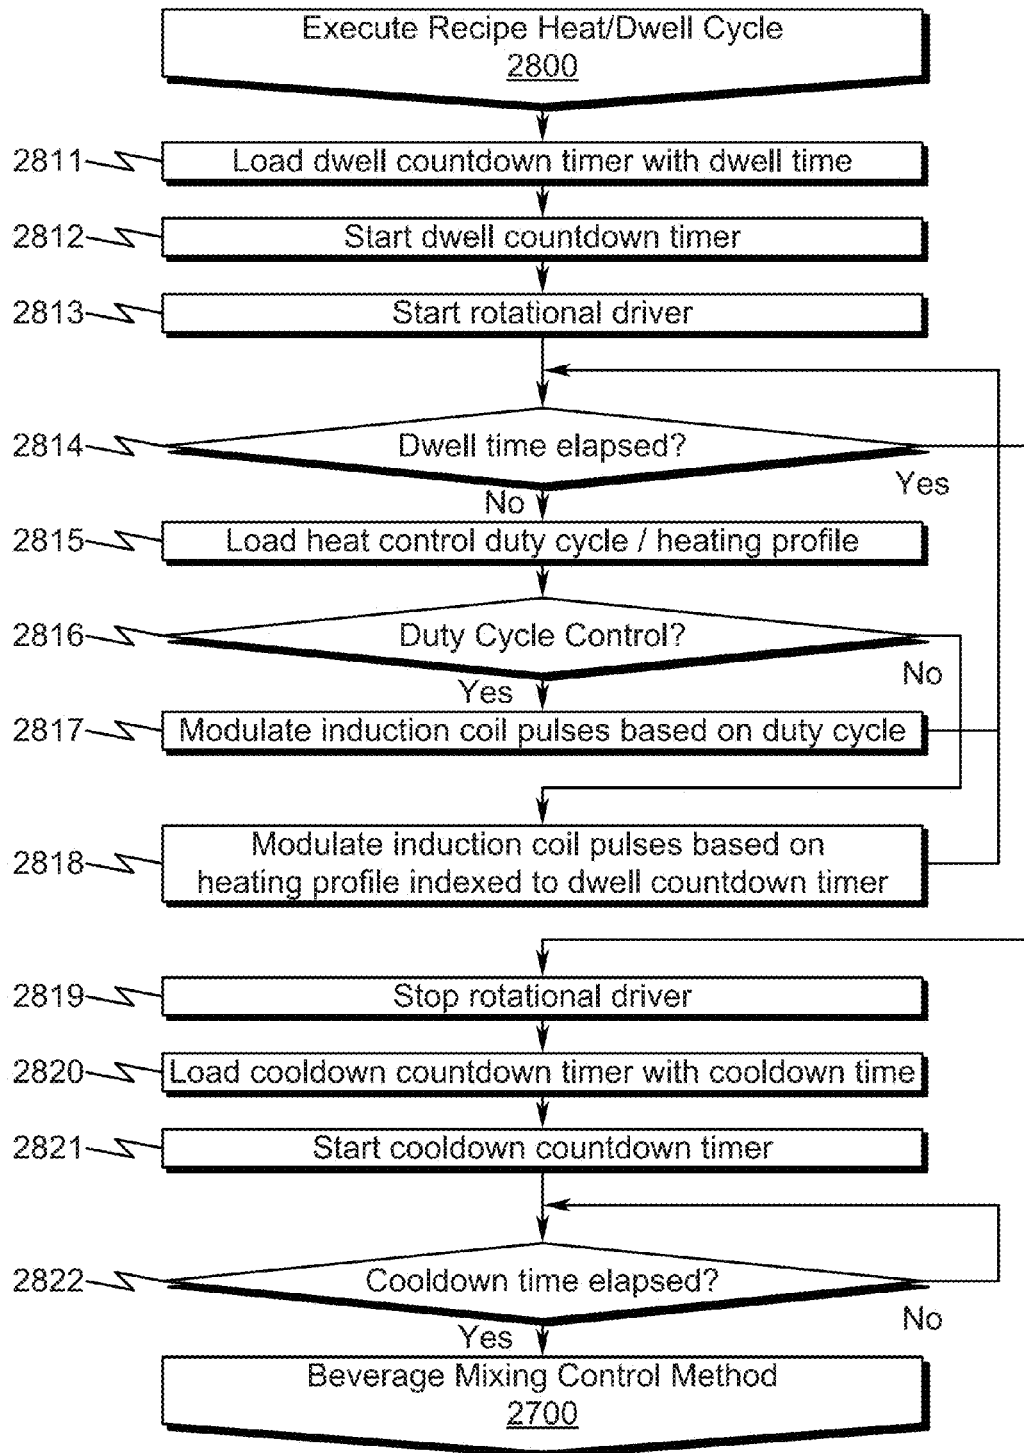 Execute Recipe Heat/Dwell Cycle
2800
2811
Load dwell countdown timer with dwell time
2812
Start dwell countdown timer
2813
Start rotational driver
2814
Dwell time elapsed?
Yes
No
2815
Load heat control duty cycle / heating profile
2816
Duty Cycle Control?
No
Yes
2817
Modulate induction coil pulses based on duty cycle
2818
Modulate induction coil pulses based on
heating profile indexed to dwell countdown timer
2819
Stop rotational driver
2820
Load cooldown countdown timer with cooldown time
2821
Start cooldown countdown timer
2822
Cooldown time elapsed?
No
Yes
Beverage Mixing Control Method
2700